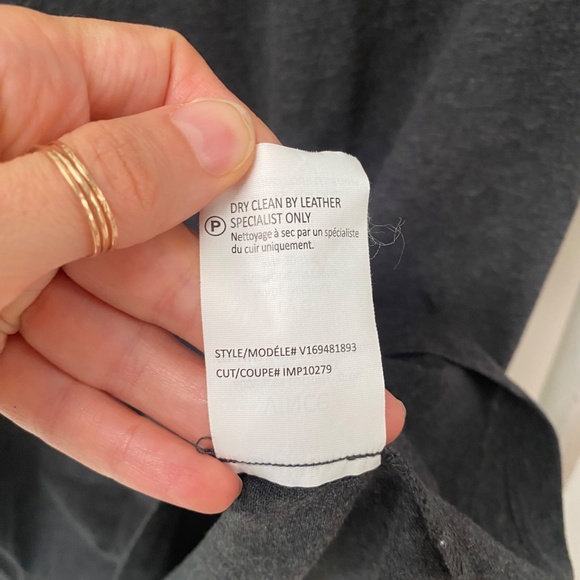 DRY CLEAN BY LEATHER
Ⓟ SPECIALIST ONLY
Nettoyage à sec par un spécialiste
du cuir uniquement.
STYLE/MODÉLE# V169481893
CUT/COUPE# IMP10279